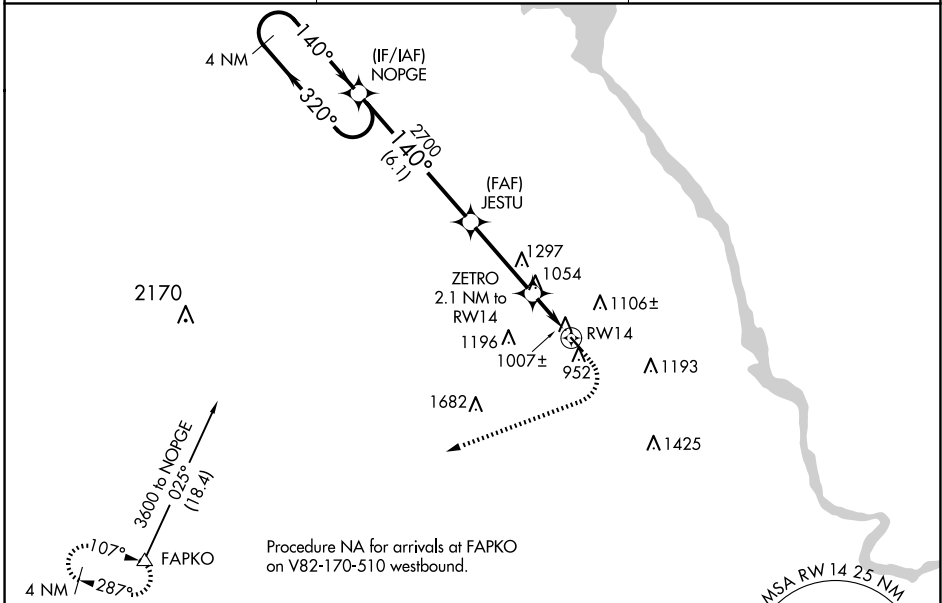 140°
4 NM
(IF/IAF)
NOPGE
320°
2700
140°
(6.1)
(FAF)
JESTU
1297
1054
ZETRO
2.1 NM to
RW14
2170
1106±
RW14
1196
1007±
952
1193
1682
1425
3600 to NOPGE
025°
(18.4)
107°
FAPKO
287°
4 NM
Procedure NA for arrivals at FAPKO
on V82-170-510 westbound.
MSA RW 14 25 NM